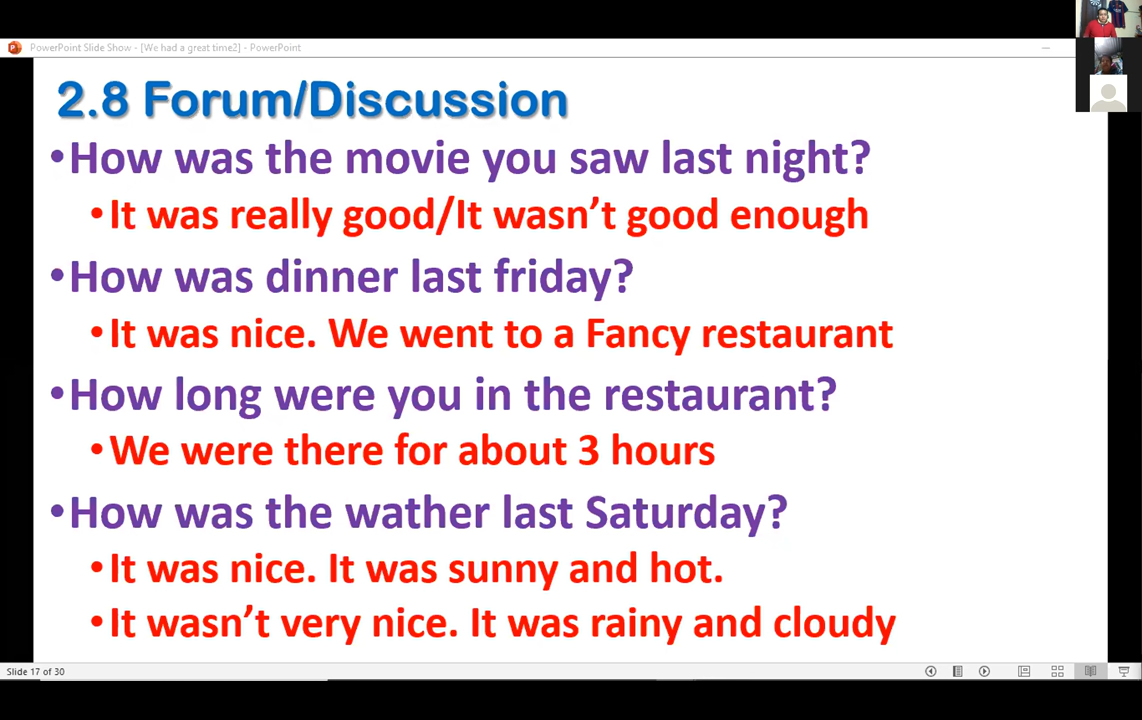 PowerPoint Slide Show - [We had a great time2] - PowerPoint
2.8 Forum/Discussion
•How was the movie you saw last night?
•It was really good/It wasn't good enough
•How was dinner last friday?
•It was nice. We went to a Fancy restaurant
•How long were you in the restaurant?
•We were there for about 3 hours
•How was the wather last Saturday?
•It was nice. It was sunny and hot.
•It wasn't very nice. It was rainy and cloudy
Slide 17 of 30